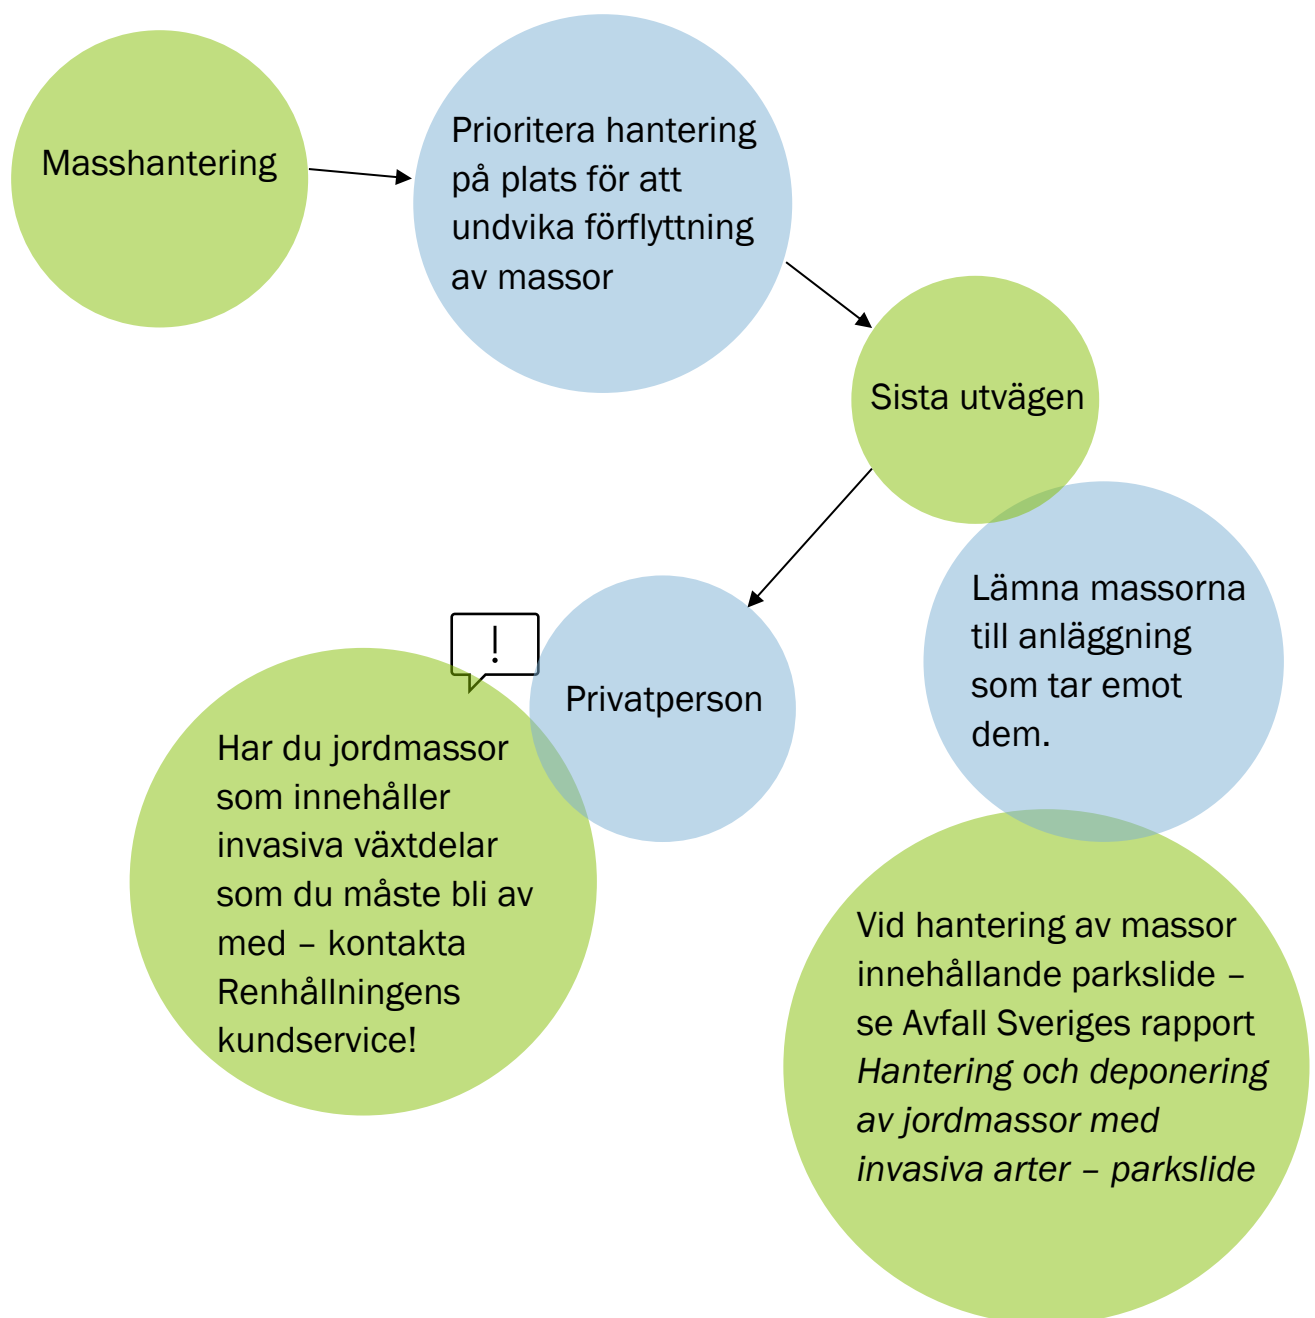 Masshantering
Prioritera hantering
på plats för att
undvika förflyttning
av massor
Sista utvägen
Lämna massorna
till anläggning
som tar emot
dem.
!
Privatperson
Har du jordmassor
som innehåller
invasiva växtdelar
som du måste bli av
med – kontakta
Renhållningens
kundservice!
Vid hantering av massor
innehållande parkslide –
se Avfall Sveriges rapport
Hantering och deponering
av jordmassor med
invasiva arter – parkslide